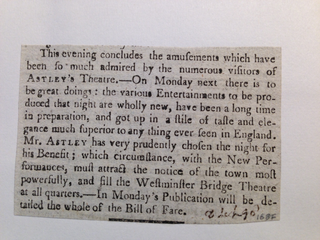 This evening concludes the amusements which have
been so much admired by the numerous visitors of
ASTLEY's Theatre.—On Monday next there is to
be great doings: the various Entertainments to be pro-
duced that night are wholly new, have been a long time
in preparation, and got up in a stile of taste and ele-
gance much superior to any thing ever seen in England.
Mr. ASTLEY has very prudently chosen the night for
his Benefit; which circumstance, with the New Per-
formances, must attract the notice of the town most
powerfully, and fill the Westminster Bridge Theatre
at all quarters.—In Monday's Publication will be de-
tailed the whole of the Bill of Fare.